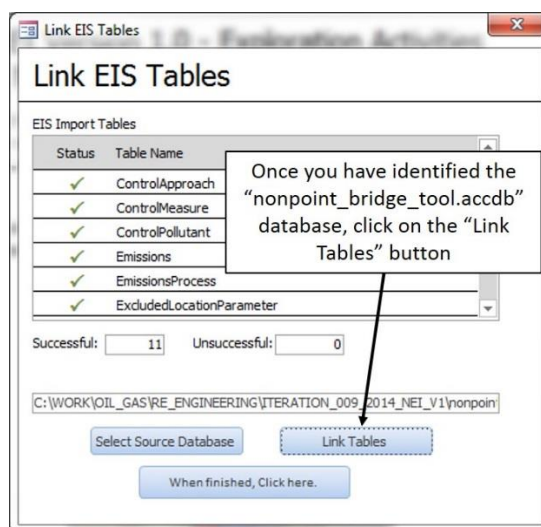 Link EIS Tables
Link EIS Tables
EIS Import Tables
Status Table Name
ControlApproach
ControlMeasure
ControlPollutant
Emissions
EmissionsProcess
ExcludedLocationParameter
Once you have identified the
“nonpoint_bridge_tool.accdb”
database, click on the “Link
Tables” button
Successful: 11 Unsuccessful: 0
C:\WORK\OIL_GAS\RE_ENGINEERING\ITERATION_009_2014_NEI_V1\nonpoin
Select Source Database Link Tables
When finished, Click here.